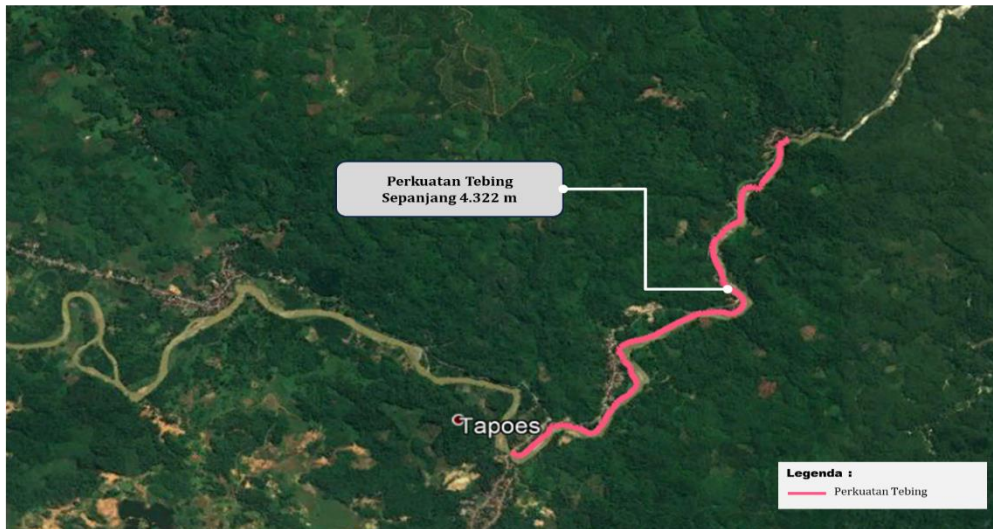 Perkuatan Tebing
Sepanjang 4.322 m
Tapoes
Legenda :
Perkuatan Tebing